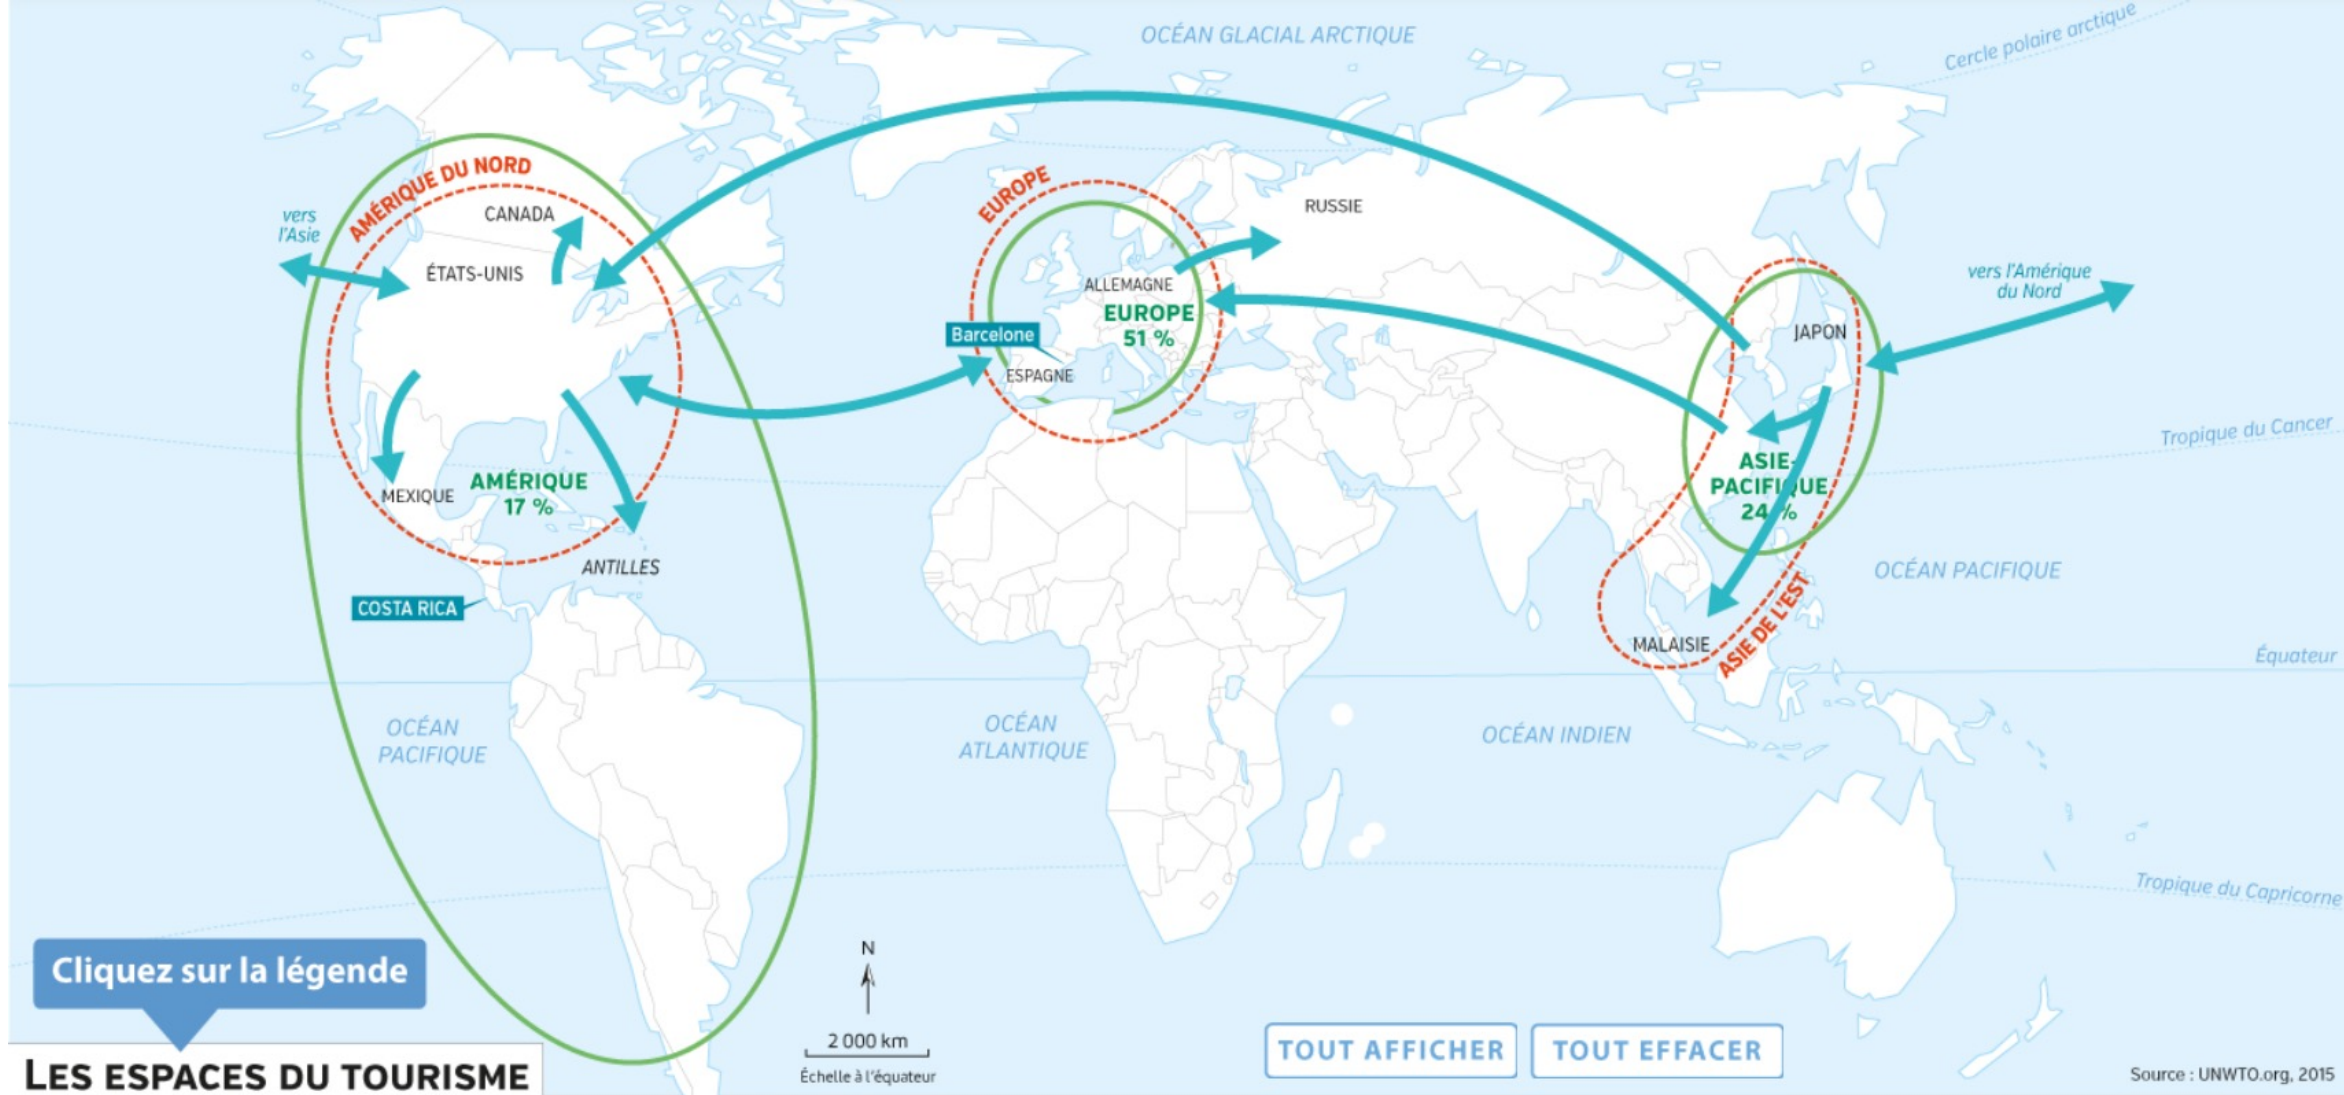 OCÉAN GLACIAL ARCTIQUE
Cercle polaire arctique
AMÉRIQUE DU NORD
CANADA
vers
l'Asie
ÉTATS-UNIS
EUROPE
RUSSIE
ALLEMAGNE
EUROPE
51 %
Barcelone
ESPAGNE
vers l'Amérique
du Nord
JAPON
Tropique du Cancer
ASIE-
PACIFIQUE
24 %
MEXIQUE
AMÉRIQUE
17 %
ANTILLES
COSTA RICA
OCÉAN PACIFIQUE
ASIE DE L'EST
MALAISIE
Équateur
OCÉAN
PACIFIQUE
OCÉAN
ATLANTIQUE
OCÉAN INDIEN
Tropique du Capricorne
Cliquez sur la légende
N
2 000 km
Échelle à l'équateur
TOUT AFFICHER
TOUT EFFACER
LES ESPACES DU TOURISME
Source : UNWTO.org, 2015